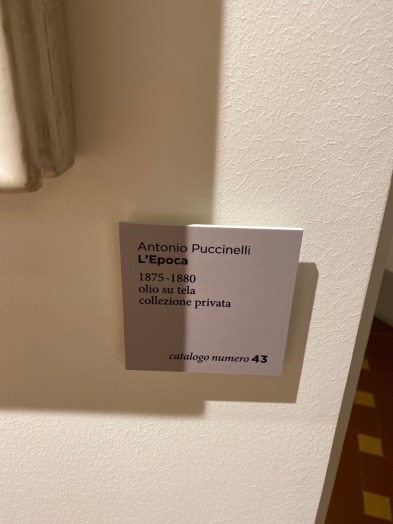 Antonio Puccinelli
L'Epoca
1875-1880
olio su tela
collezione privata
catalogo numero 43